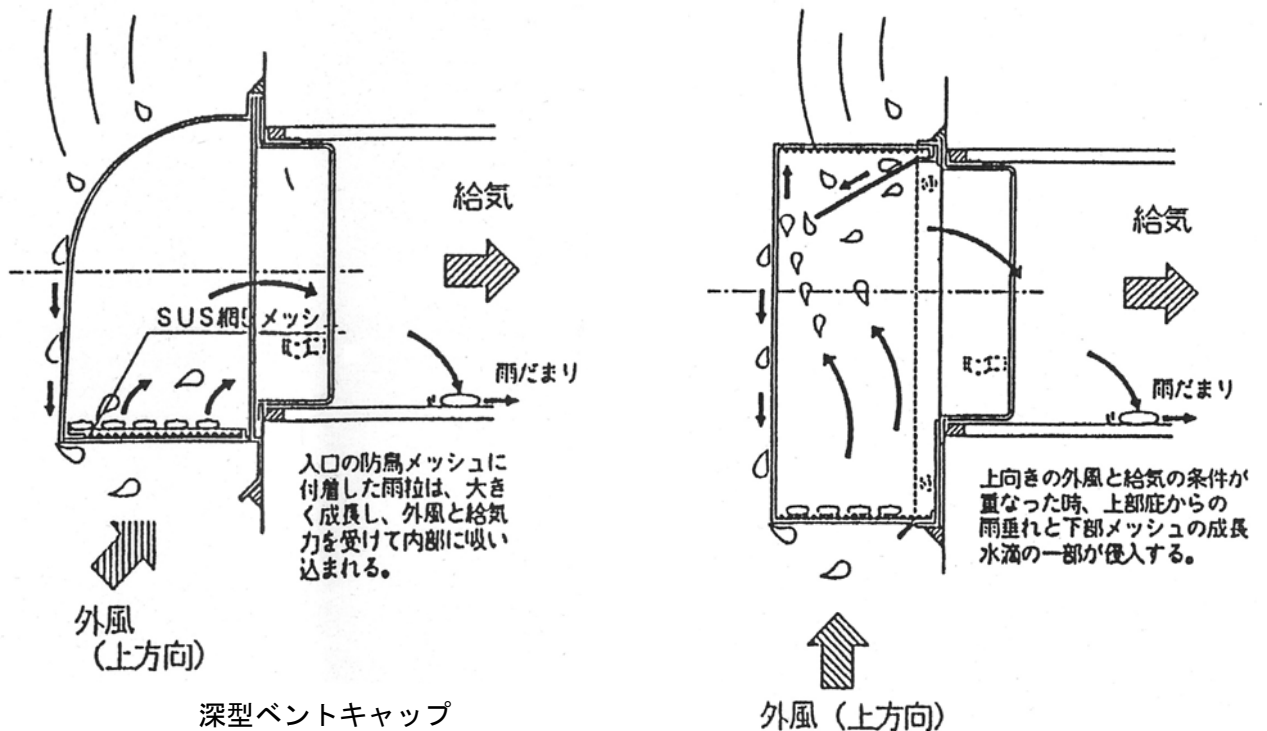 給気
SUS網5メッシ
雨だまり
入口の防鳥メッシュに
付着した雨粒は、大き
く成長し、外風と給気
力を受けて内部に吸い
込まれる。
外風
(上方向)
深型ベントキャップ
給気
雨だまり
上向きの外風と給気の条件が
重なった時、上部庇からの
雨垂れと下部メッシュの成長
水滴の一部が侵入する。
外風(上方向)